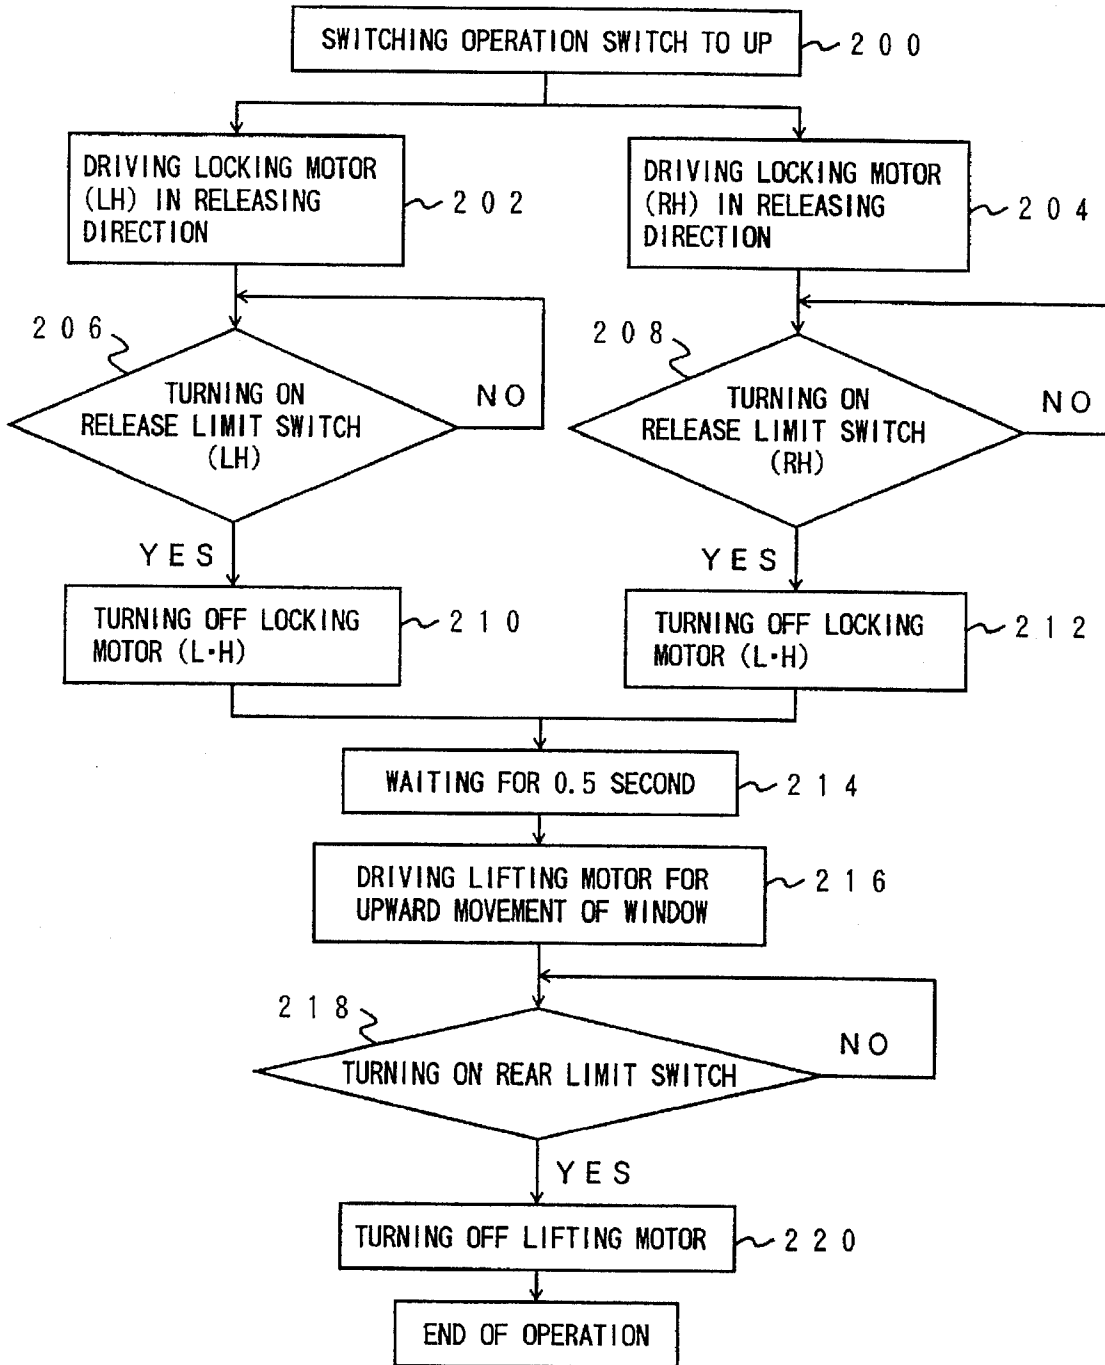 SWITCHING OPERATION SWITCH TO UP
200
DRIVING LOCKING MOTOR
(LH) IN RELEASING
DIRECTION
202
DRIVING LOCKING MOTOR
(RH) IN RELEASING
DIRECTION
204
206
TURNING ON
RELEASE LIMIT SWITCH
(LH)
NO
208
TURNING ON
RELEASE LIMIT SWITCH
(RH)
NO
YES
YES
TURNING OFF LOCKING
MOTOR (L·H)
210
TURNING OFF LOCKING
MOTOR (L·H)
212
WAITING FOR 0.5 SECOND
214
DRIVING LIFTING MOTOR FOR
UPWARD MOVEMENT OF WINDOW
216
218
TURNING ON REAR LIMIT SWITCH
NO
YES
TURNING OFF LIFTING MOTOR
220
END OF OPERATION